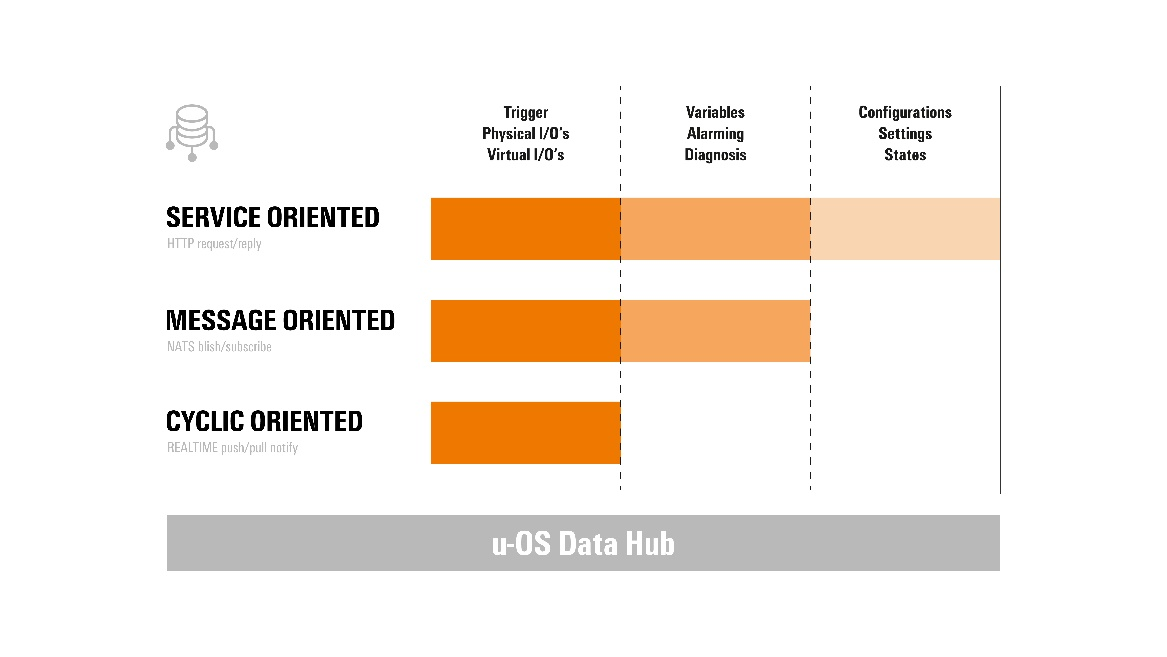 Trigger
Physical I/O's
Virtual I/O's
Variables
Alarming
Diagnosis
Configurations
Settings
States
SERVICE ORIENTED
HTTP request/reply
MESSAGE ORIENTED
NATS blish/subscribe
CYCLIC ORIENTED
REALTIME push/pull notify
u-OS Data Hub